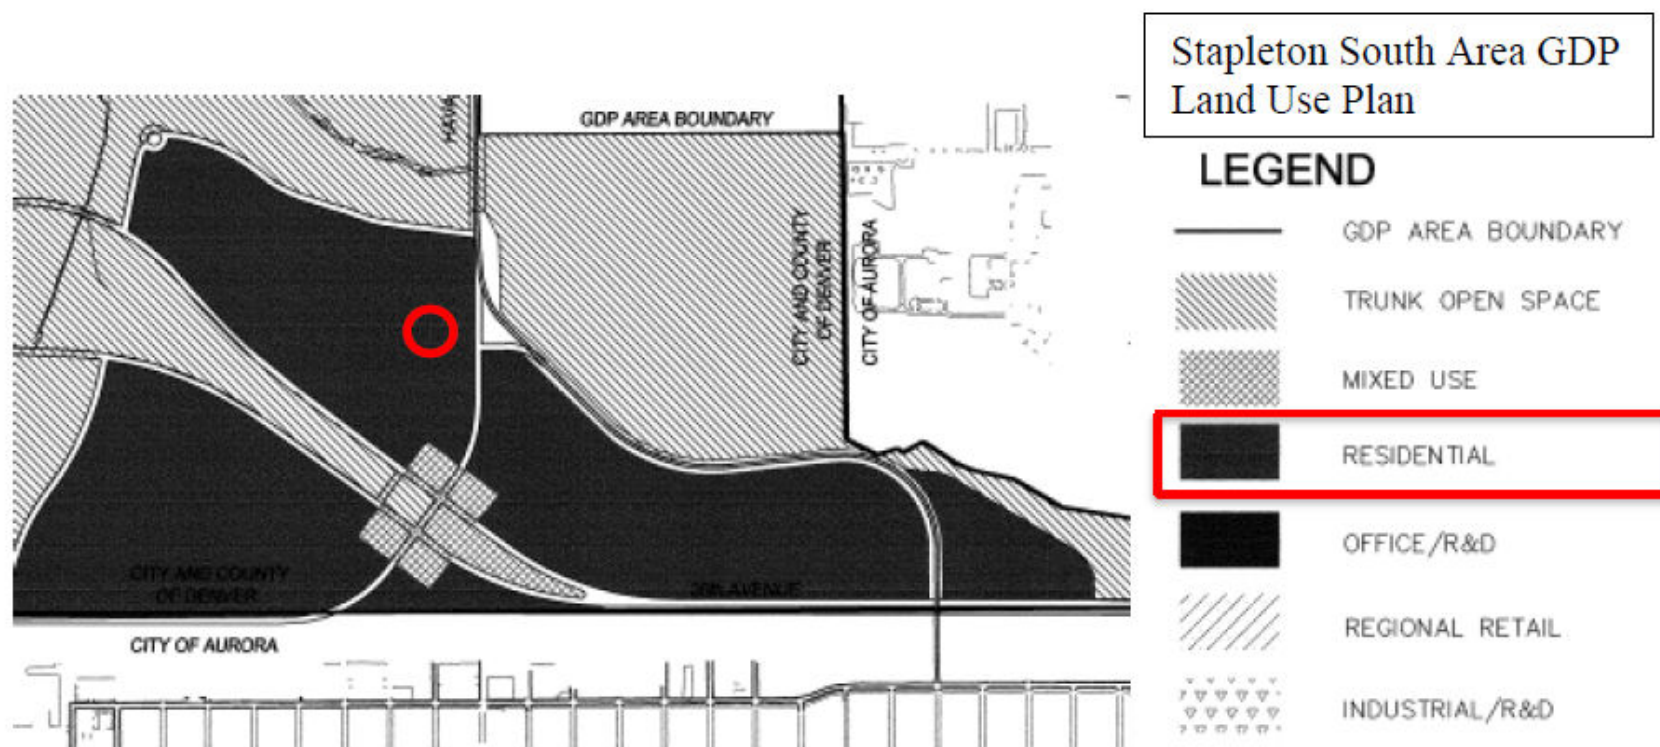 Stapleton South Area GDP
Land Use Plan
HAVA
GDP AREA BOUNDARY
CITY AND COUNTY
OF DENVER
CITY OF AURORA
CITY AND COUNTY
OF DENVER
AVENUE
CITY OF AURORA
LEGEND
GDP AREA BOUNDARY
TRUNK OPEN SPACE
MIXED USE
RESIDENTIAL
OFFICE/R&D
REGIONAL RETAIL
INDUSTRIAL/R&D